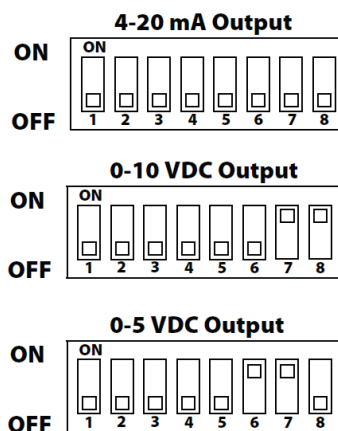 4-20 mA Output
ON
ON
OFF
1 2 3 4 5 6 7 8
0-10 VDC Output
ON
ON
OFF
1 2 3 4 5 6 7 8
0-5 VDC Output
ON
ON
OFF
1 2 3 4 5 6 7 8